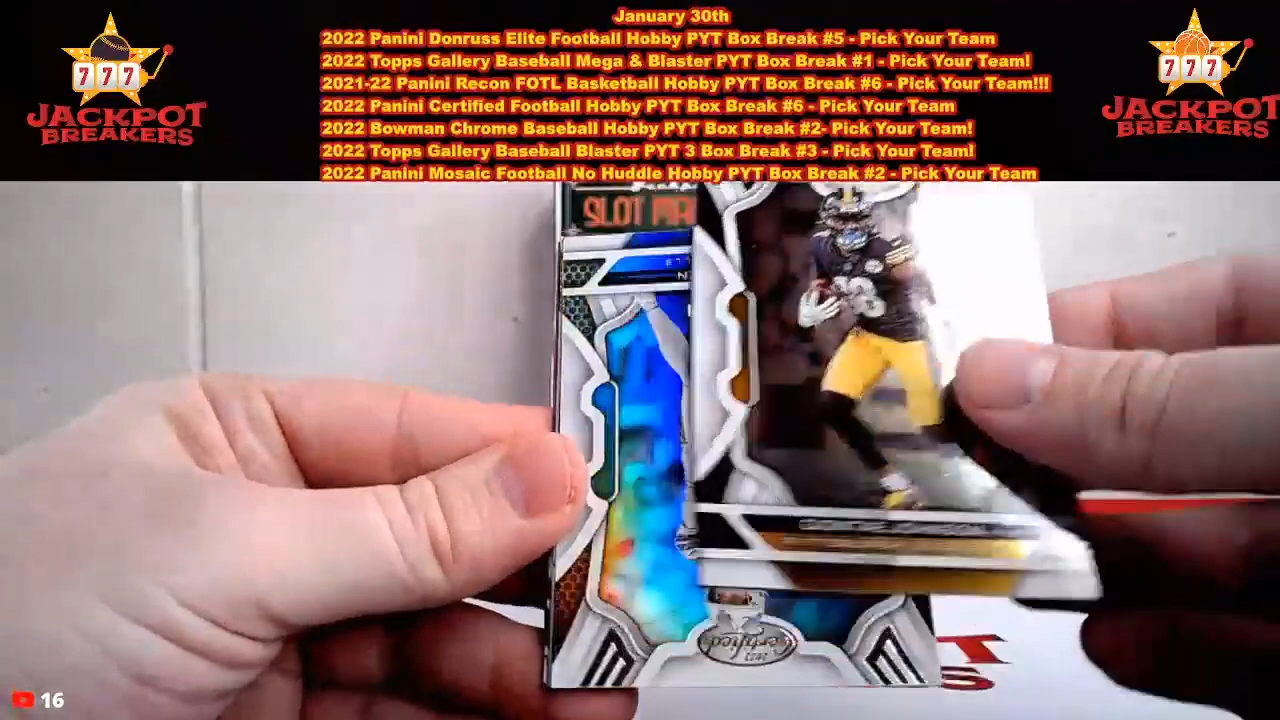 January 30th
2022 Panini Donruss Elite Football Hobby PYT Box Break #5 - Pick Your Team
2022 Topps Gallery Baseball Mega & Blaster PYT Box Break #1 - Pick Your Team!
2021-22 Panini Recon FOTL Basketball Hobby PYT Box Break #6 - Pick Your Team!!!
2022 Panini Certified Football Hobby PYT Box Break #6 - Pick Your Team
2022 Bowman Chrome Baseball Hobby PYT Box Break #2- Pick Your Team!
2022 Topps Gallery Baseball Blaster PYT 3 Box Break #3 - Pick Your Team!
2022 Panini Mosaic Football No Huddle Hobby PYT Box Break #2 - Pick Your Team
777
JACKPOT
BREAKERS
777
JACKPOT
BREAKERS
SLOT
Certified
16